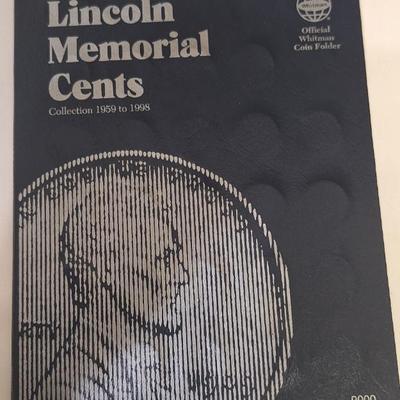 Lincoln
Memorial
Cents
Collection 1959 to 1998
Whitman
Official
Whitman
Coin Folder